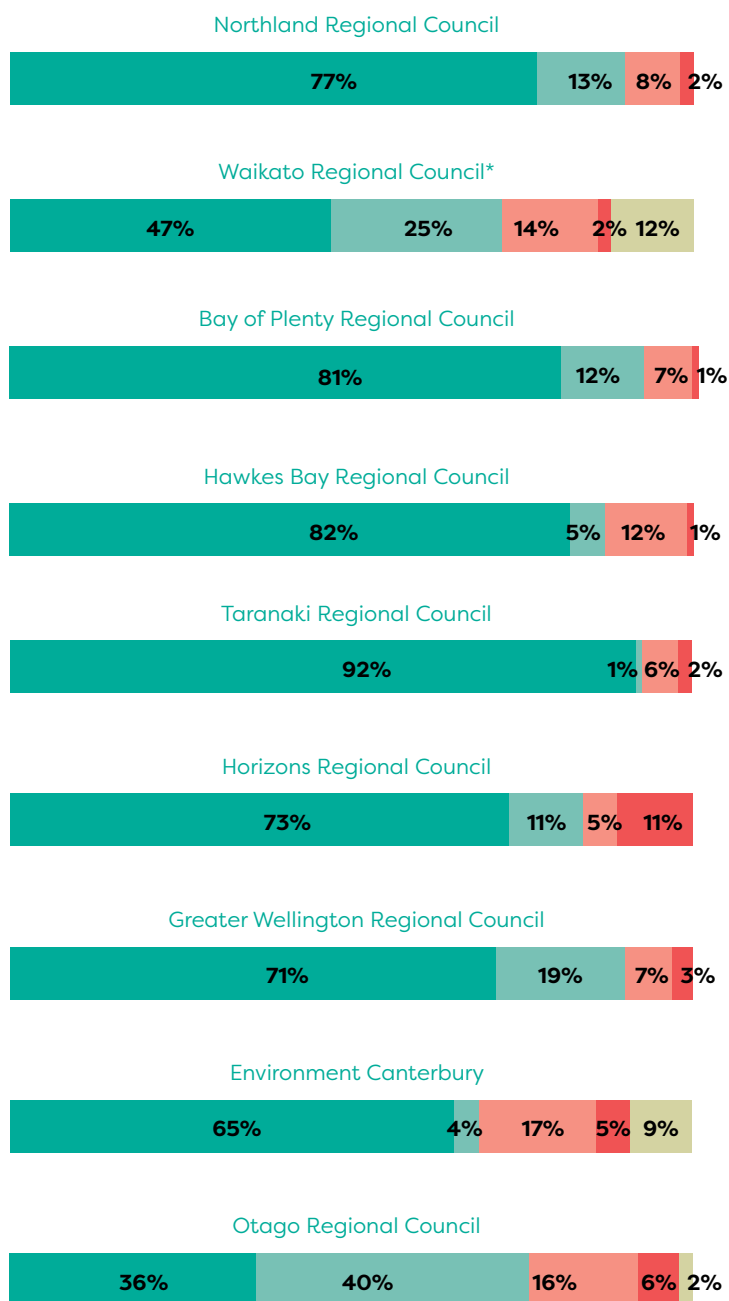 Northland Regional Council
77% 13% 8% 2%
Waikato Regional Council*
47% 25% 14% 2% 12%
Bay of Plenty Regional Council
81% 12% 7% 1%
Hawkes Bay Regional Council
82% 5% 12% 1%
Taranaki Regional Council
92% 1% 6% 2%
Horizons Regional Council
73% 11% 5% 11%
Greater Wellington Regional Council
71% 19% 7% 3%
Environment Canterbury
65% 4% 17% 5% 9%
Otago Regional Council
36% 40% 16% 6% 2%